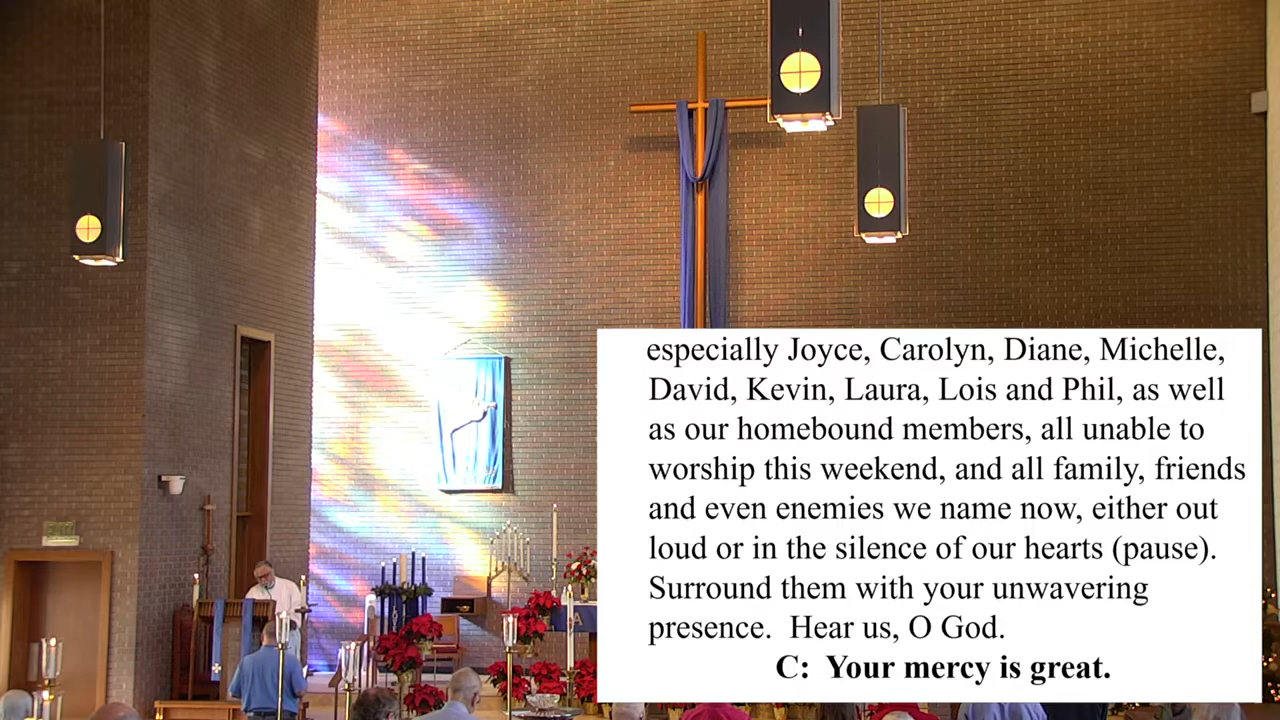 especially Joyce, Carolyn, Diane, Michelle,
David, Kevin, Laura, Lois and Phil, as well
as our homebound members, all unable to
worship this weekend, and all family, friends
and even enemies we name now, either out
loud or in the silence of our hearts (pause).
Surround them with your unwavering
presence. Hear us, O God.
C: Your mercy is great.